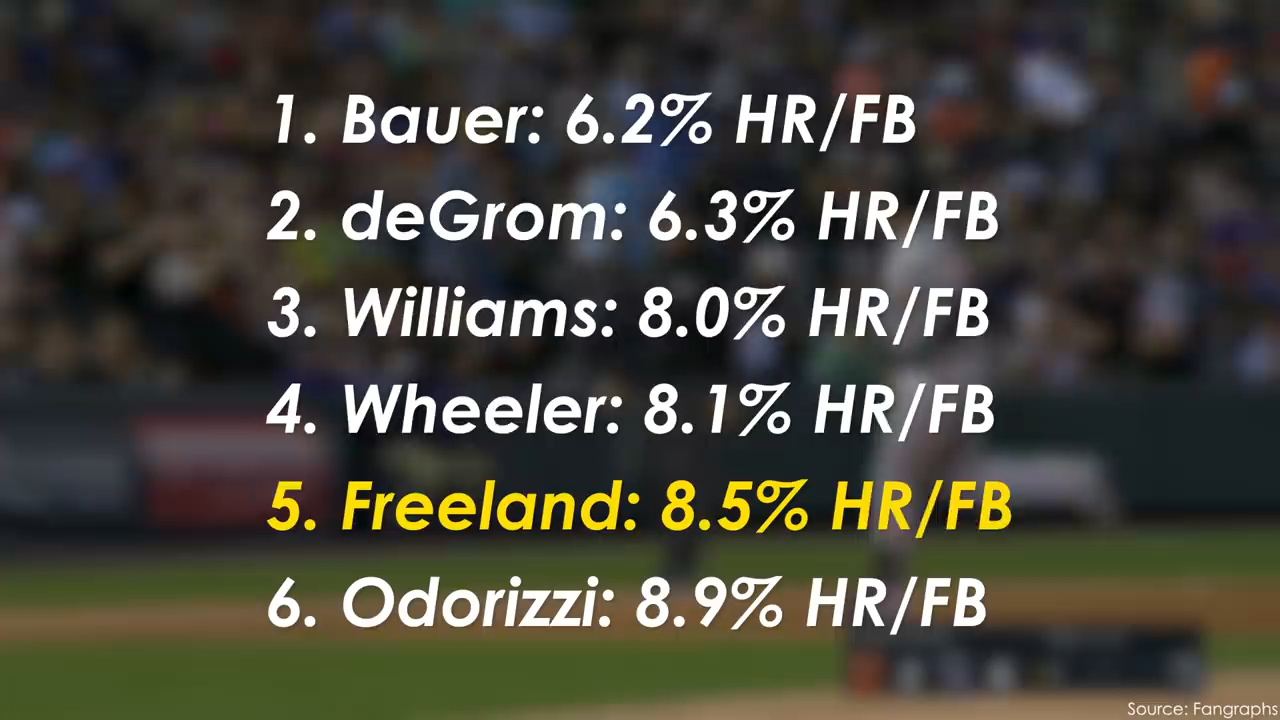 1. Bauer: 6.2% HR/FB
2. deGrom: 6.3% HR/FB
3. Williams: 8.0% HR/FB
4. Wheeler: 8.1% HR/FB
5. Freeland: 8.5% HR/FB
6. Odorizzi: 8.9% HR/FB
Source: Fangraphs